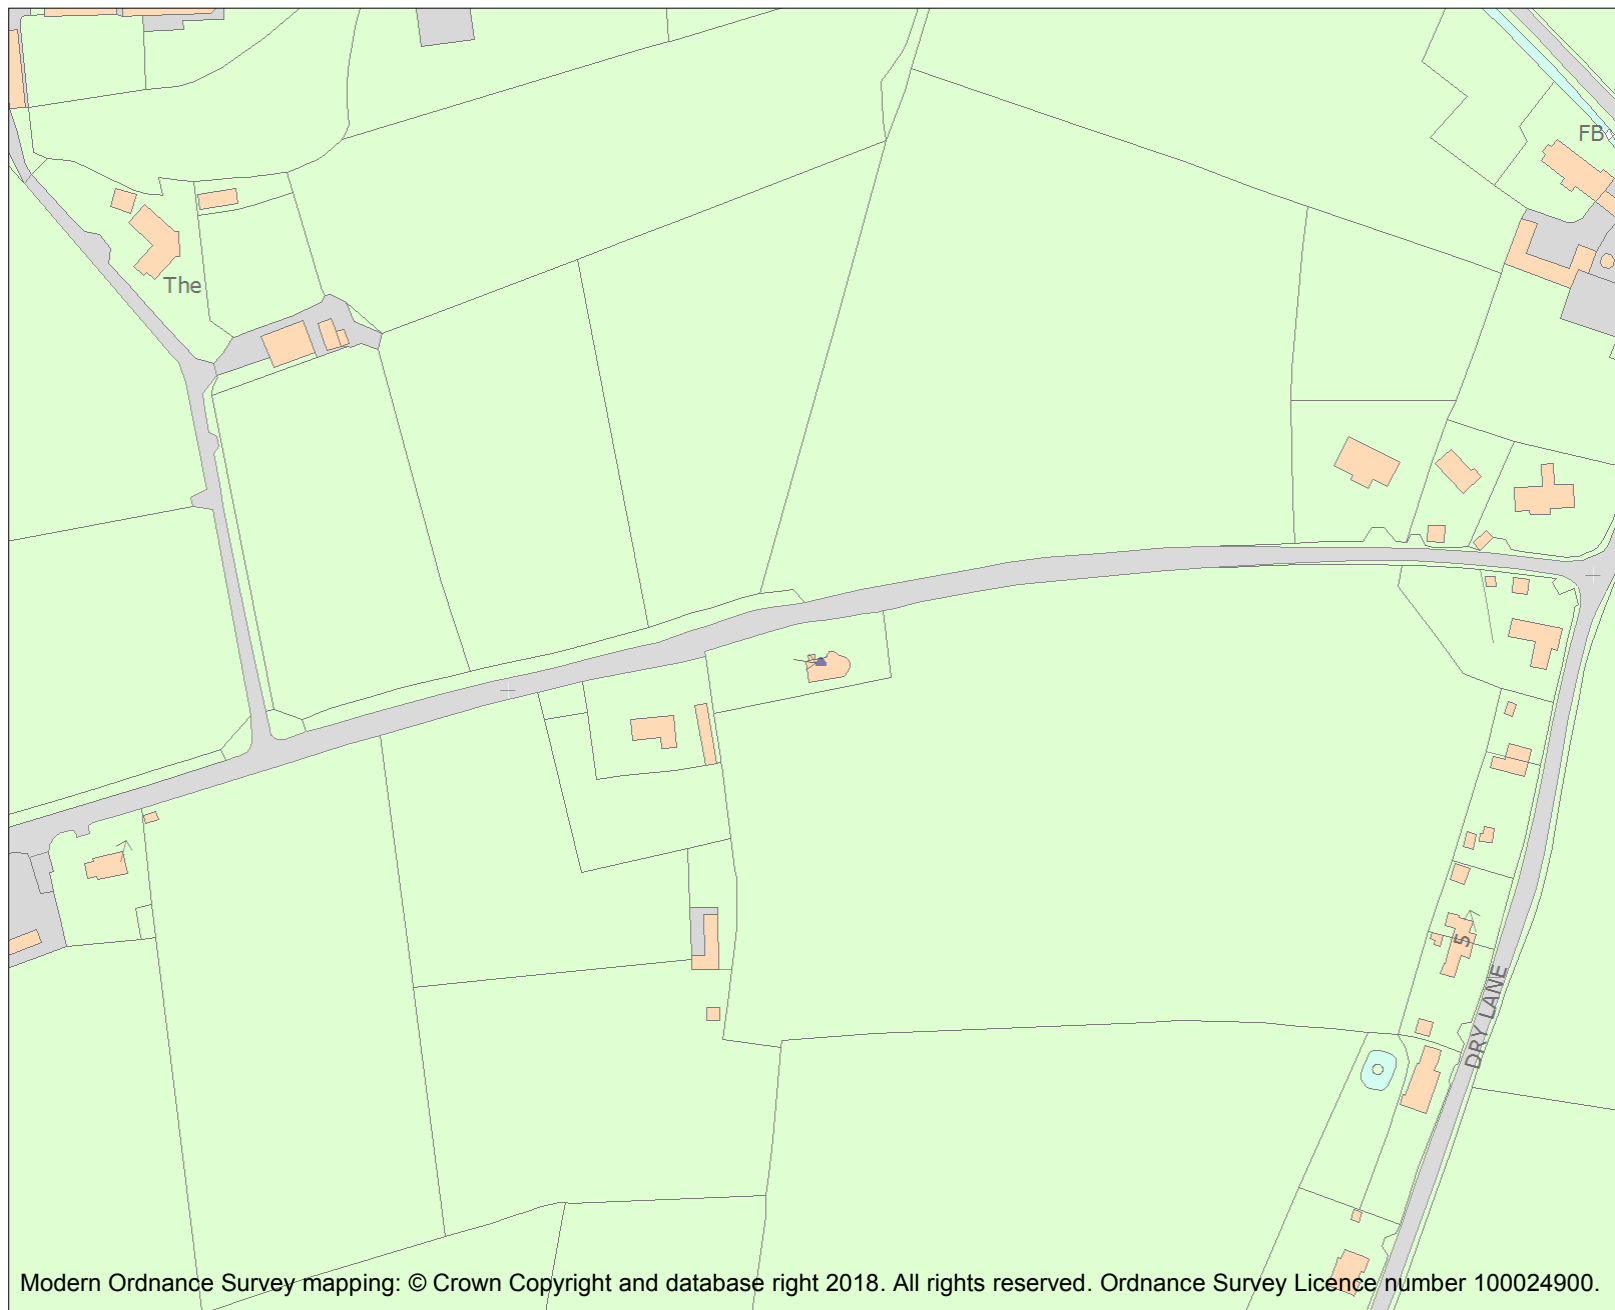 FB
The
5
DRY LANE
Modern Ordnance Survey mapping: © Crown Copyright and database right 2018. All rights reserved. Ordnance Survey Licence number 100024900.